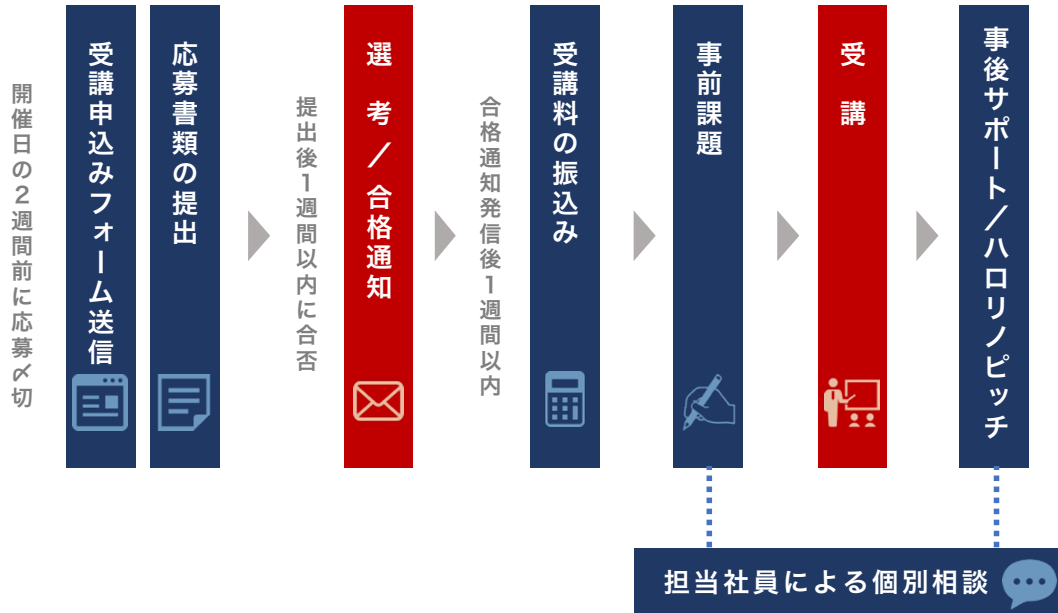 開催日の２週間前に応募〆切
受講申込みフォーム送信
応募書類の提出
提出後１週間以内に合否
選考／合格通知
合格通知発信後１週間以内
受講料の振込み
事前課題
受講
事後サポート／ハロリノピッチ
担当社員による個別相談